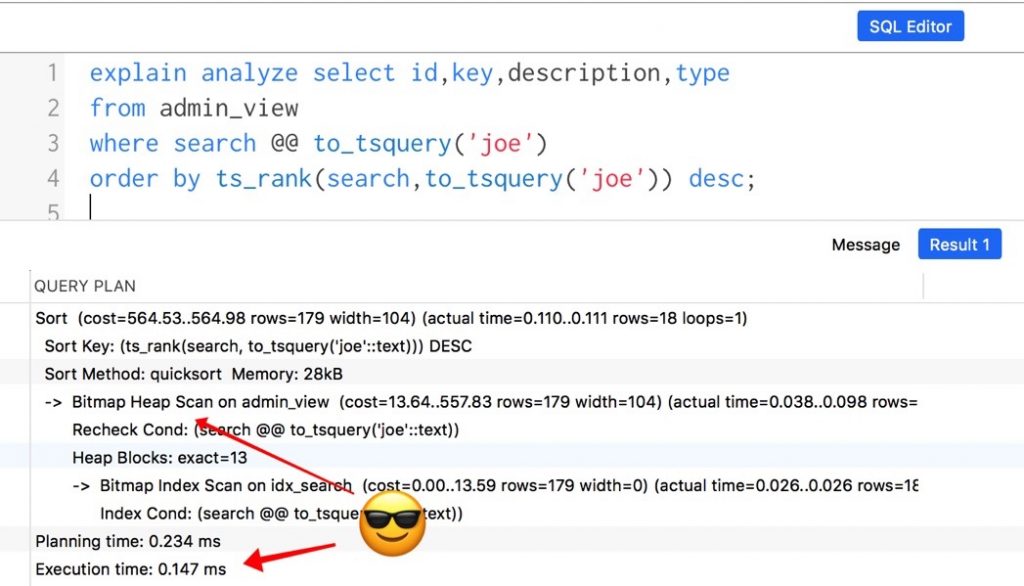 SQL Editor
1 explain analyze select id,key,description,type
2 from admin_view
3 where search @@ to_tsquery('joe')
4 order by ts_rank(search,to_tsquery('joe')) desc;
5
Message Result 1
QUERY PLAN
Sort (cost=564.53..564.98 rows=179 width=104) (actual time=0.110..0.111 rows=18 loops=1)
Sort Key: (ts_rank(search, to_tsquery('joe'::text))) DESC
Sort Method: quicksort Memory: 28kB
-> Bitmap Heap Scan on admin_view (cost=13.64..557.83 rows=179 width=104) (actual time=0.038..0.098 rows=
Recheck Cond: (search @@ to_tsquery('joe'::text))
Heap Blocks: exact=13
-> Bitmap Index Scan on idx_search (cost=0.00..13.59 rows=179 width=0) (actual time=0.026..0.026 rows=18
Index Cond: (search @@ to_tsque text))
Planning time: 0.234 ms
Execution time: 0.147 ms